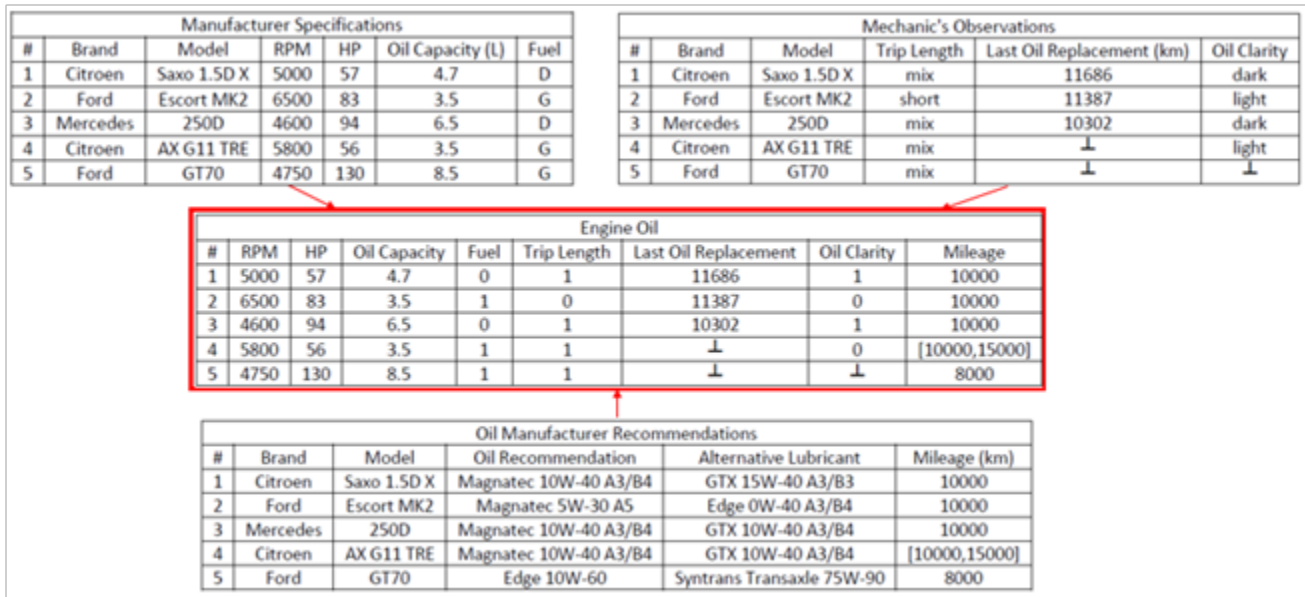 Manufacturer Specifications
# Brand Model RPM HP Oil Capacity (L) Fuel
1 Citroen Saxo 1.5D X 5000 57 4.7 D
2 Ford Escort MK2 6500 83 3.5 G
3 Mercedes 250D 4600 94 6.5 D
4 Citroen AX G11 TRE 5800 56 3.5 G
5 Ford GT70 4750 130 8.5 G
Mechanic's Observations
# Brand Model Trip Length Last Oil Replacement (km) Oil Clarity
1 Citroen Saxo 1.5D X mix 11686 dark
2 Ford Escort MK2 short 11387 light
3 Mercedes 250D mix 10302 dark
4 Citroen AX G11 TRE mix ⊥ light
5 Ford GT70 mix ⊥ ⊥
Engine Oil
# RPM HP Oil Capacity Fuel Trip Length Last Oil Replacement Oil Clarity Mileage
1 5000 57 4.7 0 1 11686 1 10000
2 6500 83 3.5 1 0 11387 0 10000
3 4600 94 6.5 0 1 10302 1 10000
4 5800 56 3.5 1 1 ⊥ 0 [10000,15000]
5 4750 130 8.5 1 1 ⊥ ⊥ 8000
Oil Manufacturer Recommendations
# Brand Model Oil Recommendation Alternative Lubricant Mileage (km)
1 Citroen Saxo 1.5D X Magnatec 10W-40 A3/B4 GTX 15W-40 A3/B3 10000
2 Ford Escort MK2 Magnatec 5W-30 A5 Edge 0W-40 A3/B4 10000
3 Mercedes 250D Magnatec 10W-40 A3/B4 GTX 10W-40 A3/B4 10000
4 Citroen AX G11 TRE Magnatec 10W-40 A3/B4 GTX 10W-40 A3/B4 [10000,15000]
5 Ford GT70 Edge 10W-60 Syntrans Transaxle 75W-90 8000